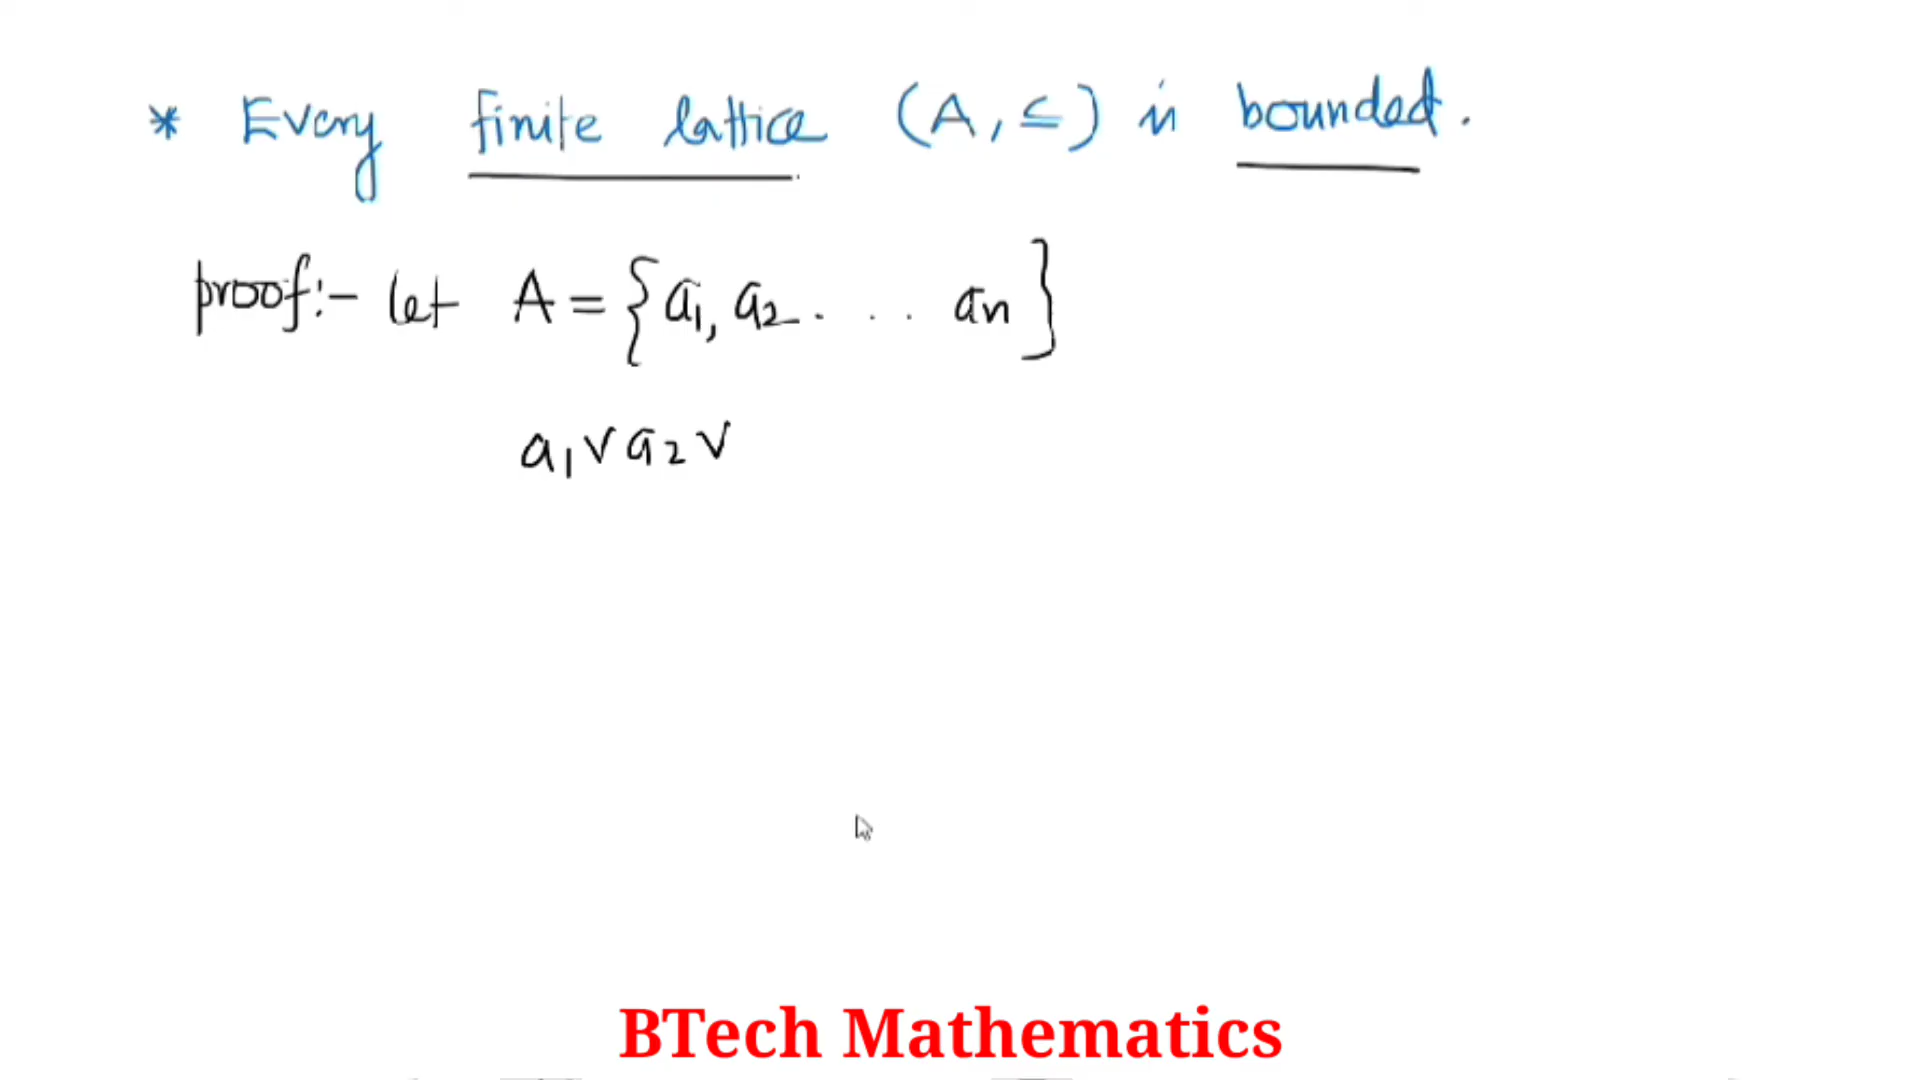 * Every finite lattice (A, ≤) is bounded.
proof:- let A = {a₁, a₂ . . . . aₙ}
a₁ ∨ a₂ ∨
BTech Mathematics